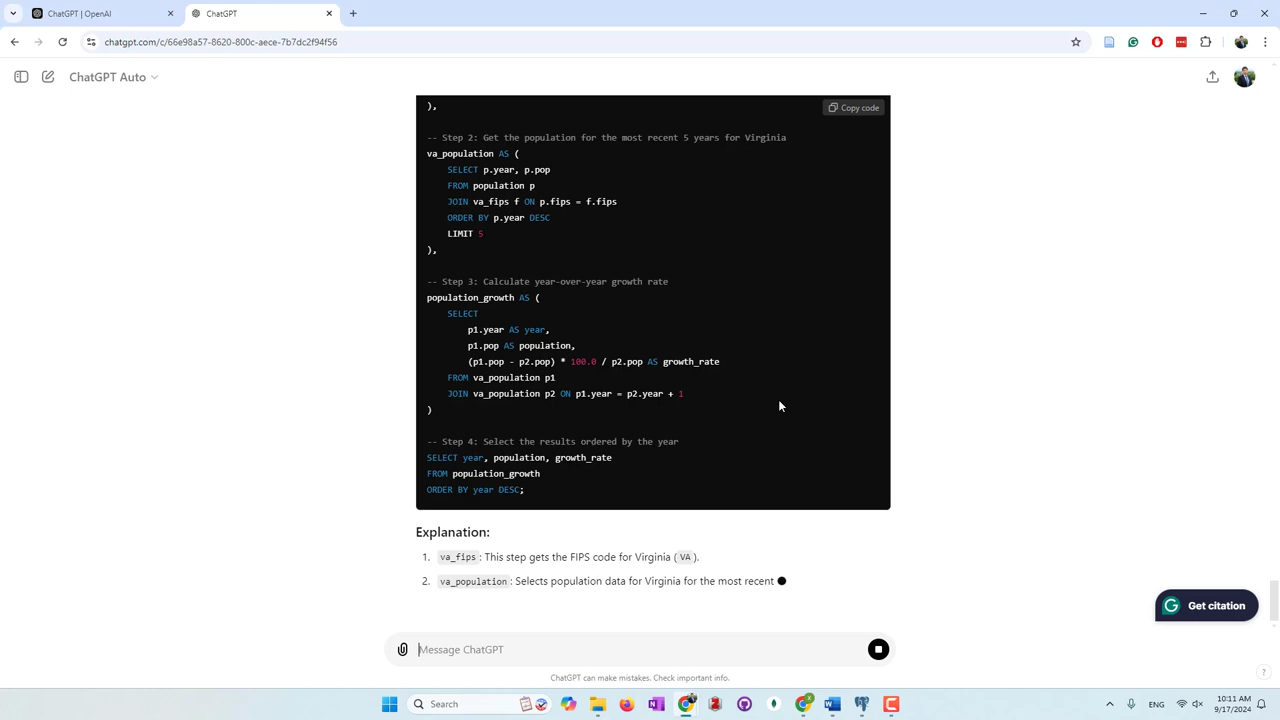 ChatGPT | OpenAI
ChatGPT
chatgpt.com/c/66e98a57-8620-800c-aece-7b7dc2f94f56
ChatGPT Auto
Copy code
),
-- Step 2: Get the population for the most recent 5 years for Virginia
va_population AS (
SELECT p.year, p.pop
FROM population p
JOIN va_fips f ON p.fips = f.fips
ORDER BY p.year DESC
LIMIT 5
),
-- Step 3: Calculate year-over-year growth rate
population_growth AS (
SELECT
p1.year AS year,
p1.pop AS population,
(p1.pop - p2.pop) * 100.0 / p2.pop AS growth_rate
FROM va_population p1
JOIN va_population p2 ON p1.year = p2.year + 1
)
-- Step 4: Select the results ordered by the year
SELECT year, population, growth_rate
FROM population_growth
ORDER BY year DESC;
Explanation:
1. va_fips: This step gets the FIPS code for Virginia (VA).
2. va_population: Selects population data for Virginia for the most recent
Get citation
Message ChatGPT
ChatGPT can make mistakes. Check important info.
?
Search
ENG
10:11 AM
9/17/2024